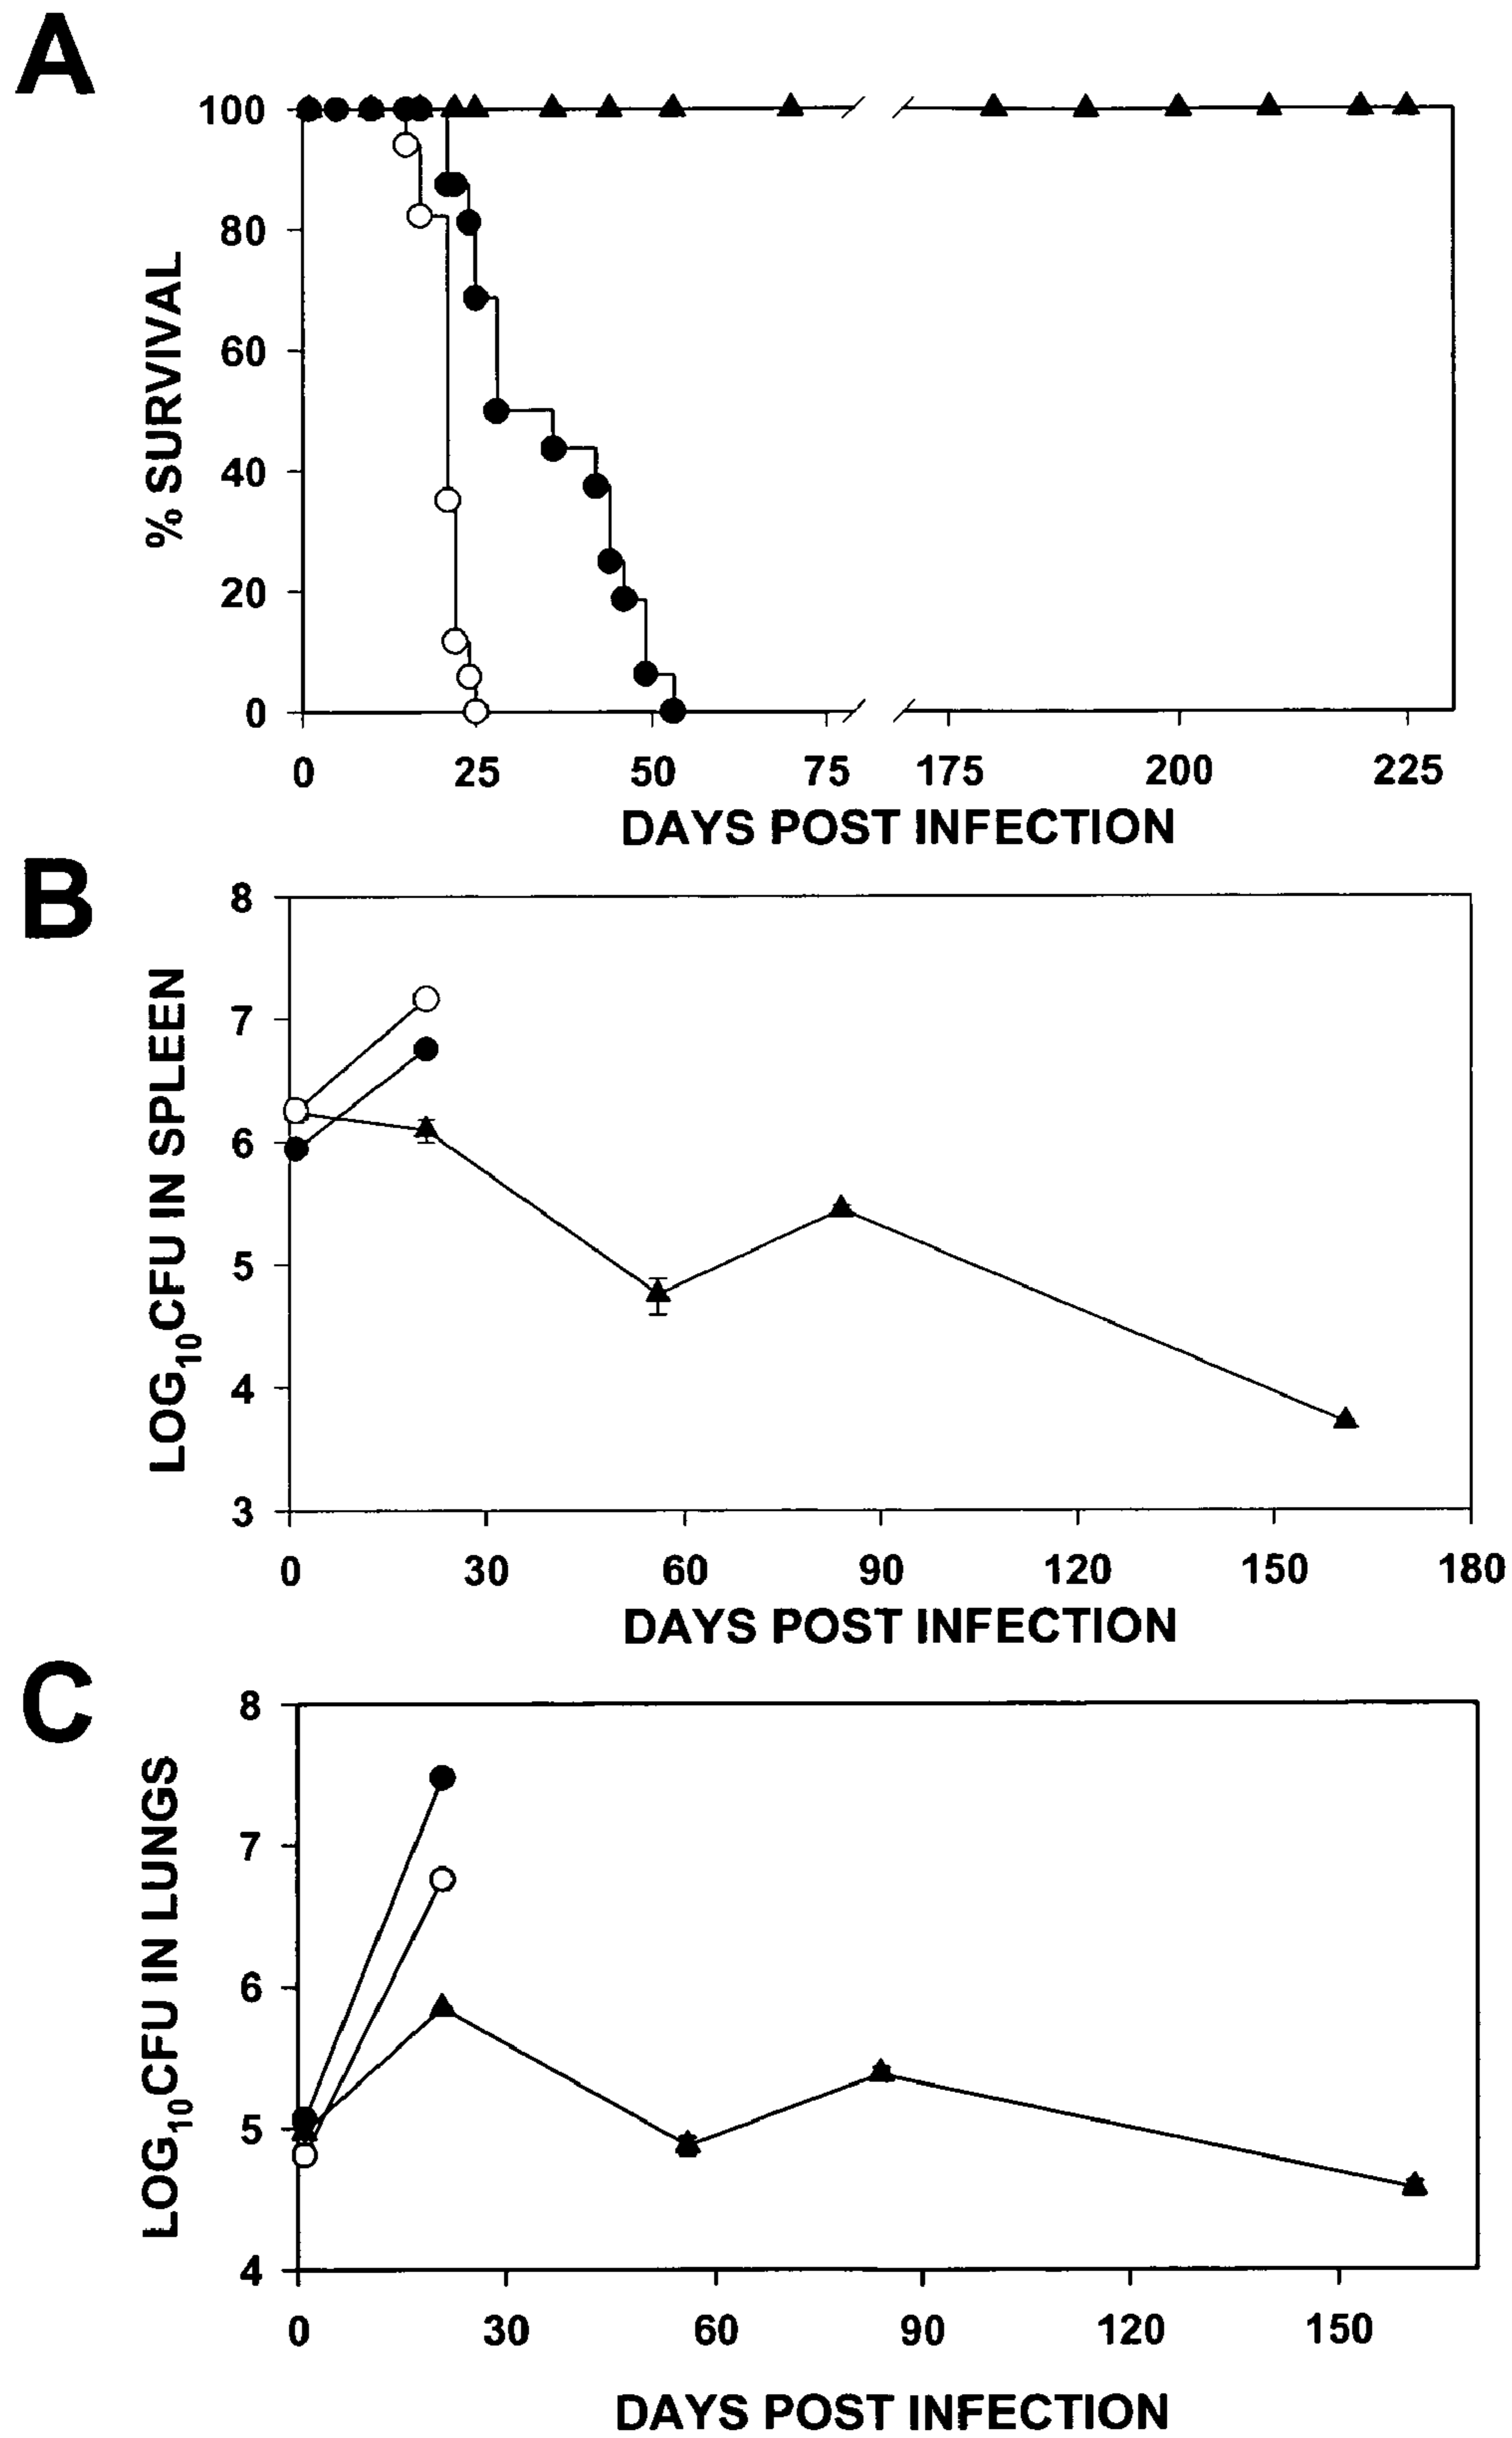 A
100
80
60
40
20
0
% SURVIVAL
0 25 50 75 175 200 225
DAYS POST INFECTION
B
8
7
6
5
4
3
LOG10CFU IN SPLEEN
0 30 60 90 120 150 180
DAYS POST INFECTION
C
8
7
6
5
4
LOG10CFU IN LUNGS
0 30 60 90 120 150
DAYS POST INFECTION